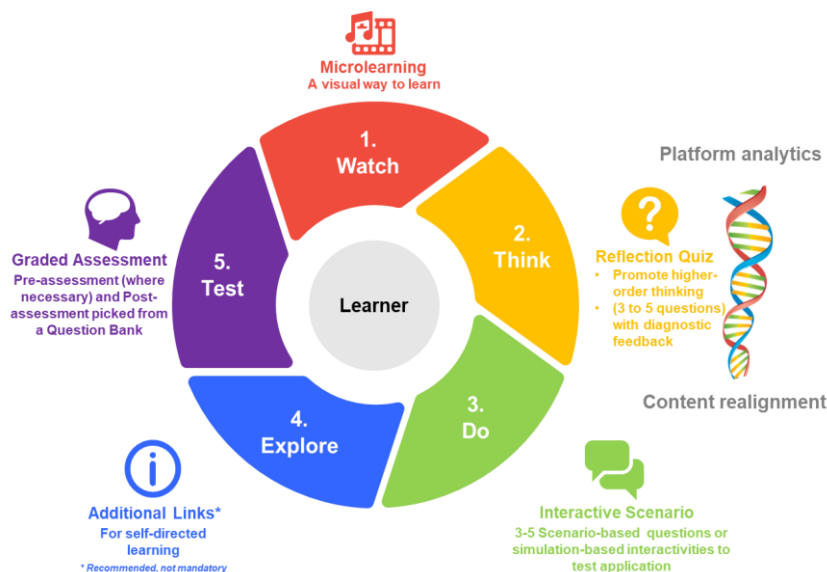 Microlearning
A visual way to learn
1.
Watch
Platform analytics
2.
Think
Reflection Quiz
• Promote higher-
order thinking
• (3 to 5 questions)
with diagnostic
feedback
Content realignment
3.
Do
Interactive Scenario
3-5 Scenario-based questions or
simulation-based interactivities to
test application
4.
Explore
Additional Links*
For self-directed
learning
* Recommended, not mandatory
5.
Test
Graded Assessment
Pre-assessment (where
necessary) and Post-
assessment picked from
a Question Bank
Learner